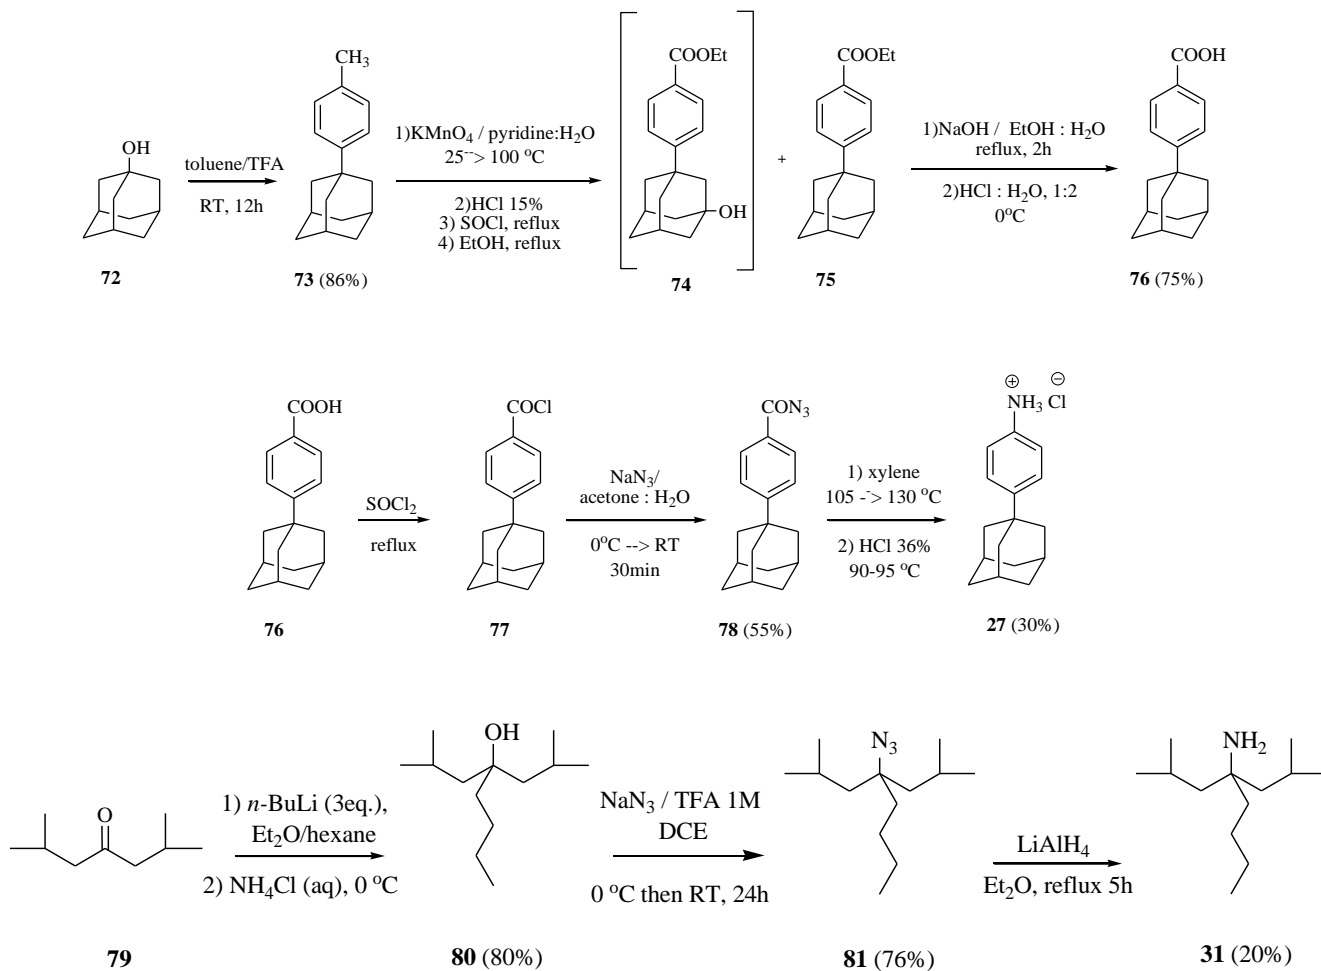 CH3
OH
toluene/TFA
RT, 12h
72
73 (86%)
1)KMnO4 / pyridine:H2O
25--> 100 °C
2)HCl 15%
3) SOCl, reflux
4) EtOH, reflux
COOEt
OH
74
+
COOEt
75
1)NaOH / EtOH : H2O
reflux, 2h
2)HCl : H2O, 1:2
0°C
COOH
76 (75%)
COOH
76
SOCl2
reflux
COCl
77
NaN3/
acetone : H2O
0°C --> RT
30min
CON3
78 (55%)
1) xylene
105 --> 130 °C
2) HCl 36%
90-95 °C
⊕ ⊖
NH3 Cl
27 (30%)
O
79
1) n-BuLi (3eq.),
Et2O/hexane
2) NH4Cl (aq), 0 °C
OH
80 (80%)
NaN3 / TFA 1M
DCE
0 °C then RT, 24h
N3
81 (76%)
LiAlH4
Et2O, reflux 5h
NH2
31 (20%)